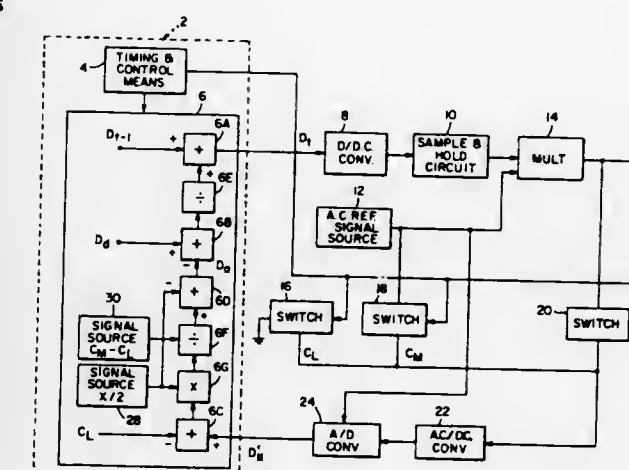 2
TIMING &
CONTROL
MEANS
4
6
6A
+
+
Dt-1
Dt
8
D/D.C.
CONV.
10
SAMPLE &
HOLD
CIRCUIT
14
MULT
+
÷
6E
12
A.C. REF.
SIGNAL
SOURCE
6B
+
Dd
+
-
Da
-
+
6D
30
SIGNAL
SOURCE
CM-CL
+
÷
6F
16
SWITCH
18
SWITCH
20
SWITCH
CL
CM
SIGNAL
SOURCE
X/2
28
X
6G
6C
CL
-
+
+
24
A/D
CONV
22
AC/DC.
CONV